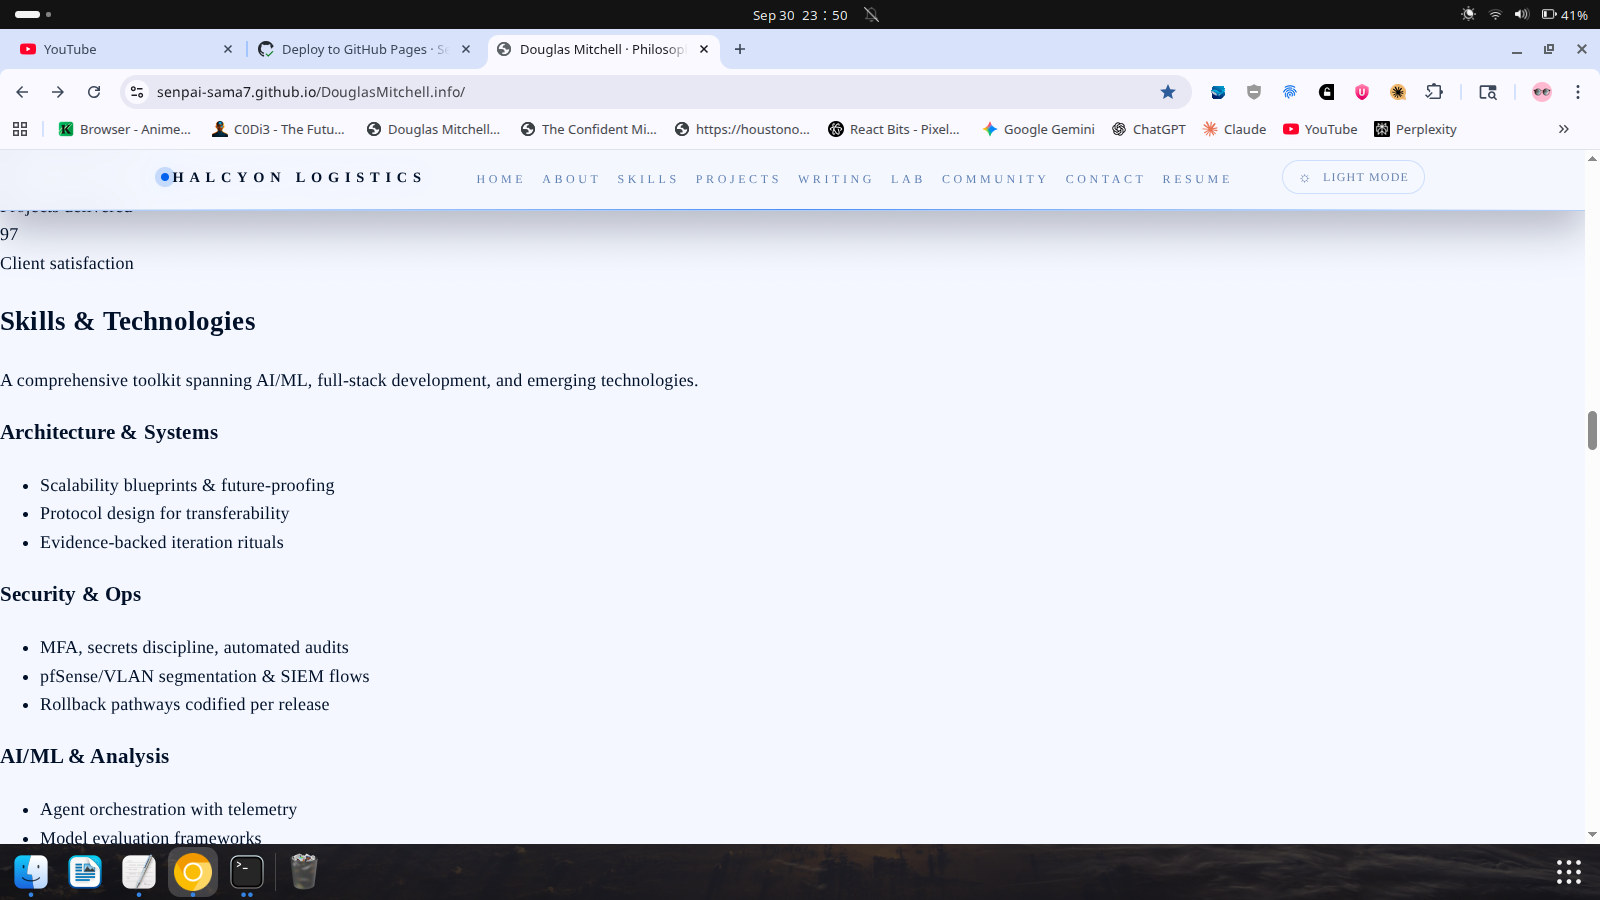 Sep 30 23 : 50
41%
YouTube
Deploy to GitHub Pages · Se
Douglas Mitchell · Philosop
senpai-sama7.github.io/DouglasMitchell.info/
Browser - Anime...
C0Di3 - The Futu...
Douglas Mitchell...
The Confident Mi...
https://houstono...
React Bits - Pixel...
Google Gemini
ChatGPT
Claude
YouTube
Perplexity
HALCYON LOGISTICS
HOME ABOUT SKILLS PROJECTS WRITING LAB COMMUNITY CONTACT RESUME
LIGHT MODE
Projects delivered
97
Client satisfaction
Skills & Technologies
A comprehensive toolkit spanning AI/ML, full-stack development, and emerging technologies.
Architecture & Systems
• Scalability blueprints & future-proofing
• Protocol design for transferability
• Evidence-backed iteration rituals
Security & Ops
• MFA, secrets discipline, automated audits
• pfSense/VLAN segmentation & SIEM flows
• Rollback pathways codified per release
AI/ML & Analysis
• Agent orchestration with telemetry
• Model evaluation frameworks